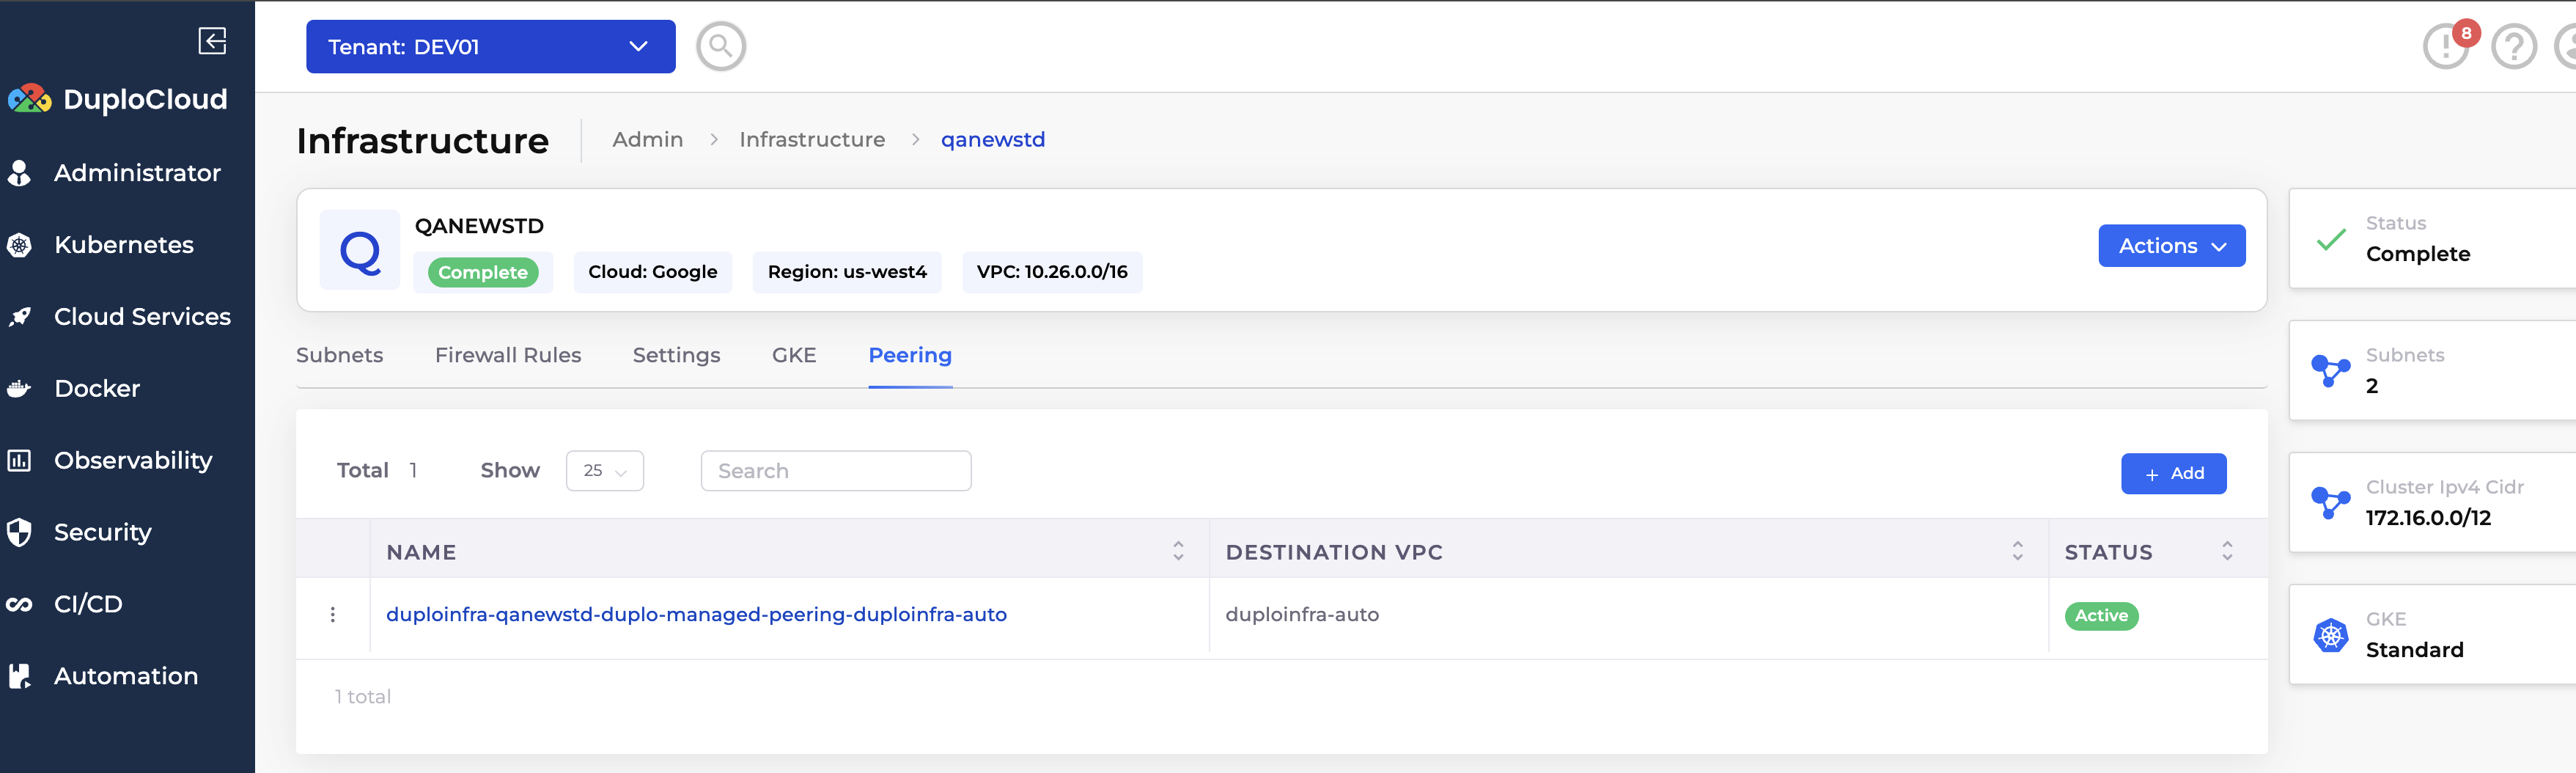 Tenant: DEV01
8
DuploCloud
Administrator
Kubernetes
Cloud Services
Docker
Observability
Security
CI/CD
Automation
Infrastructure
Admin > Infrastructure > qanewstd
Q
QANEWSTD
Complete
Cloud: Google
Region: us-west4
VPC: 10.26.0.0/16
Actions
Subnets
Firewall Rules
Settings
GKE
Peering
Total 1
Show 25
Search
+ Add
NAME
DESTINATION VPC
STATUS
duploinfra-qanewstd-duplo-managed-peering-duploinfra-auto
duploinfra-auto
Active
1 total
Status
Complete
Subnets
2
Cluster Ipv4 Cidr
172.16.0.0/12
GKE
Standard